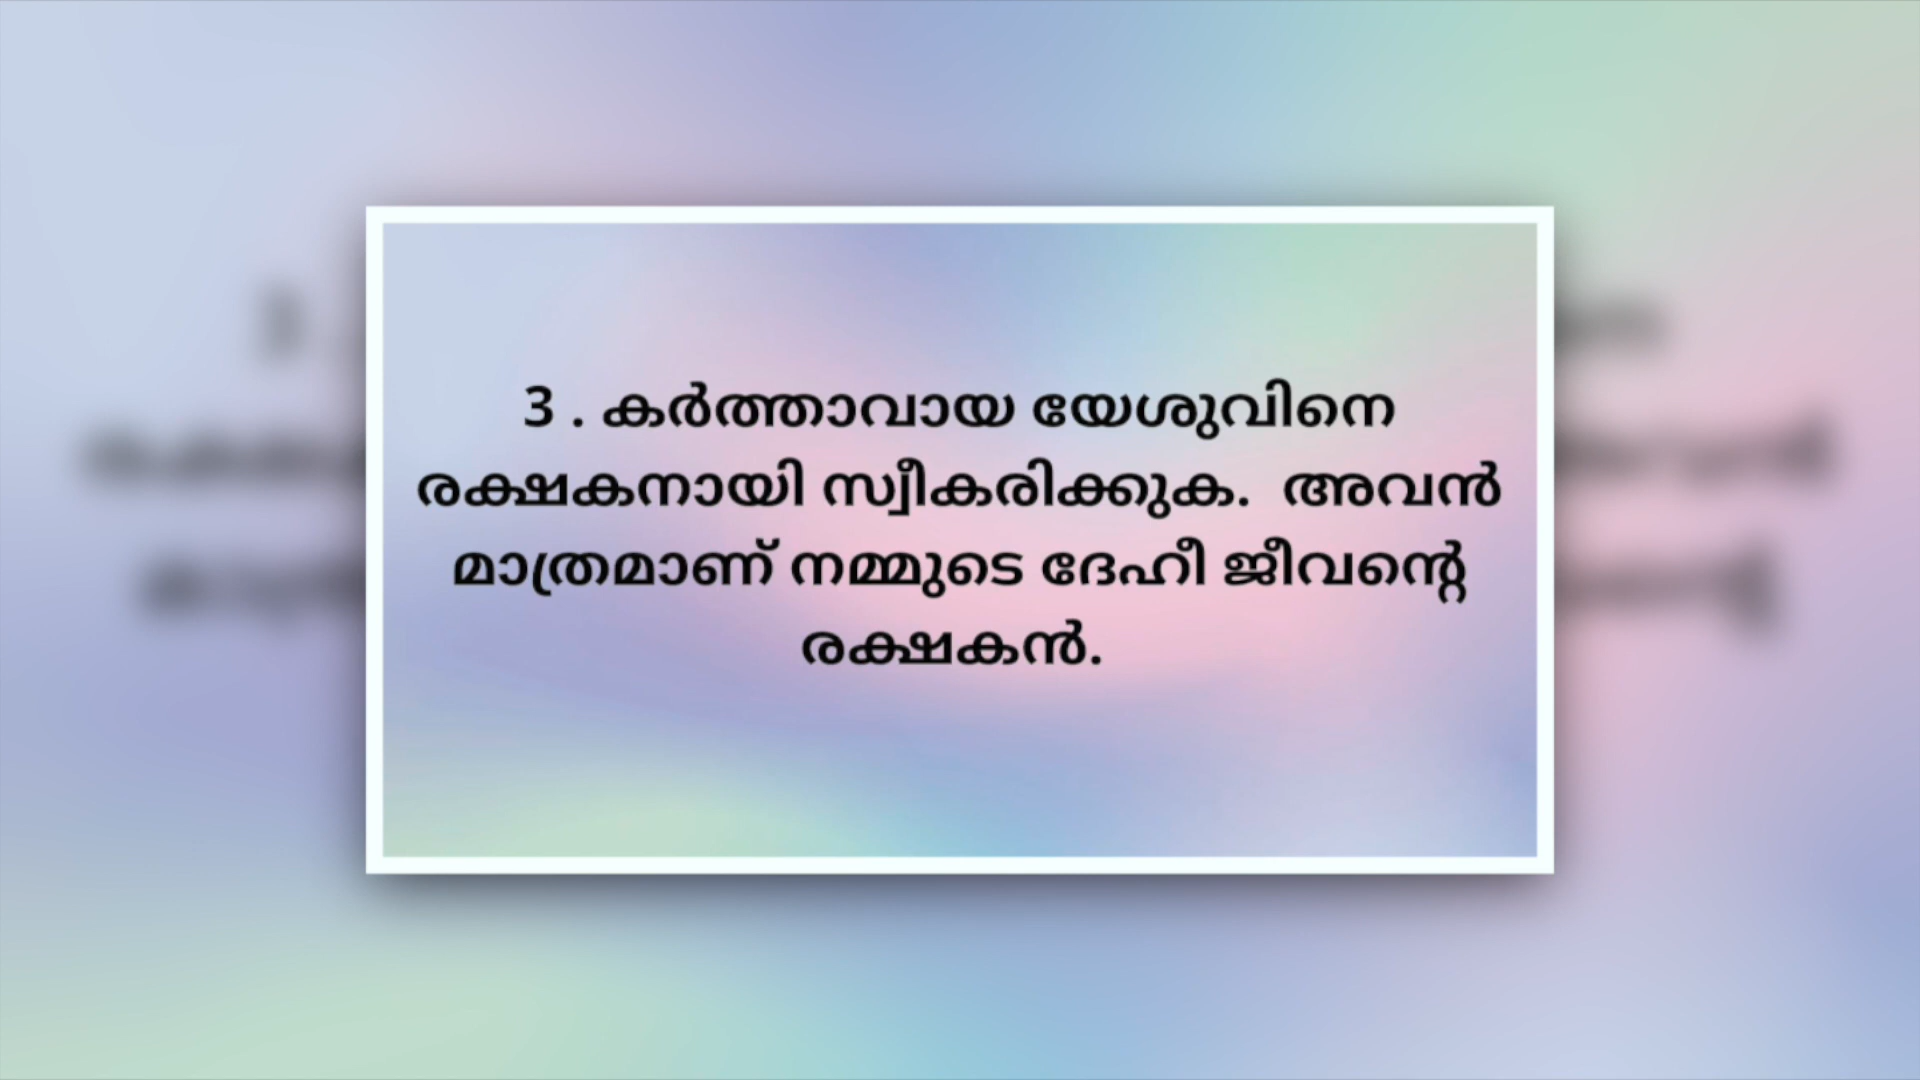 3 . കർത്താവായ യേശുവിനെ
രക്ഷകനായി സ്വീകരിക്കുക.  അവൻ
മാത്രമാണ് നമ്മുടെ ദേഹീ ജീവന്റെ
രക്ഷകൻ.